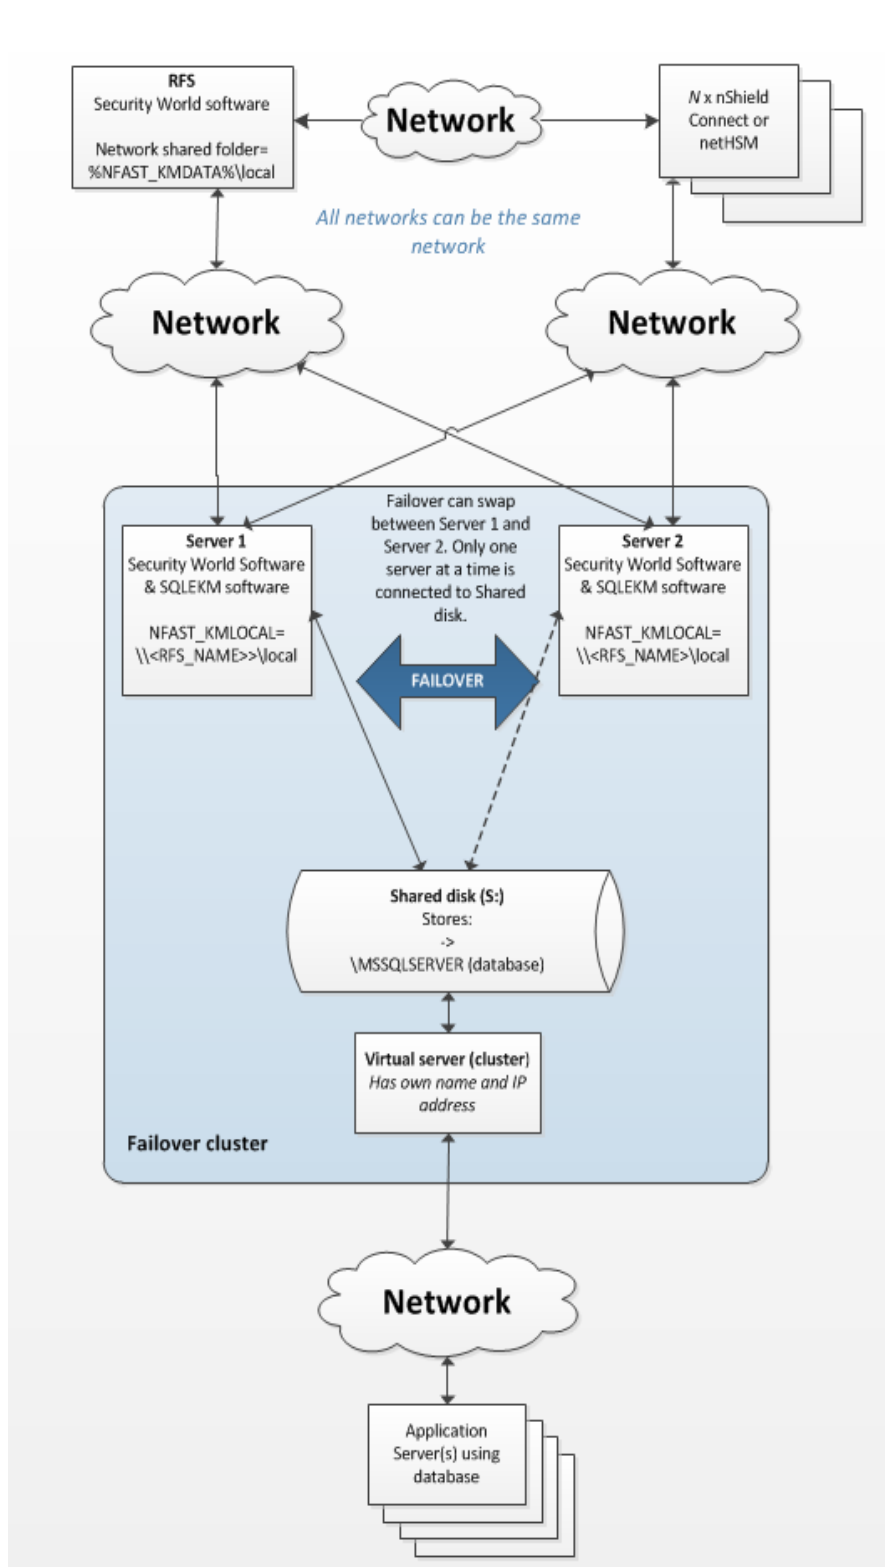 RFS
Security World software
Network shared folder=
%NFAST_KMDATA%\local
Network
N x nShield
Connect or
netHSM
All networks can be the same
network
Network
Network
Failover can swap
between Server 1 and
Server 2. Only one
server at a time is
connected to Shared
disk.
Server 1
Security World Software
& SQLEKM software
NFAST_KMLOCAL=
\\<RFS_NAME>>\local
Server 2
Security World Software
& SQLEKM software
NFAST_KMLOCAL=
\\<RFS_NAME>\local
FAILOVER
Shared disk (S:)
Stores:
->
\MSSQLSERVER (database)
Virtual server (cluster)
Has own name and IP
address
Failover cluster
Network
Application
Server(s) using
database